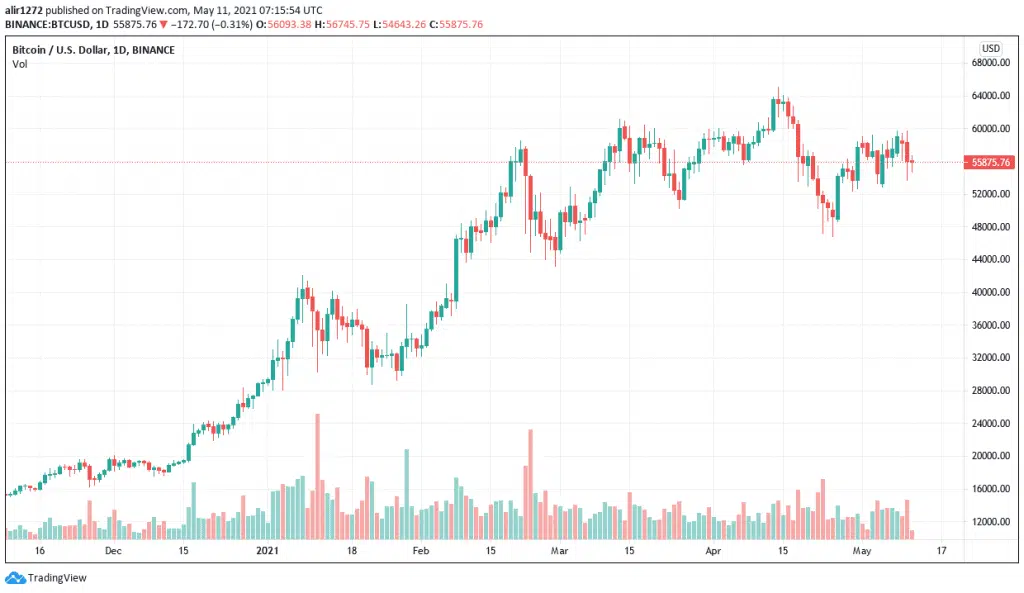 alir1272 published on TradingView.com, May 11, 2021 07:15:54 UTC
BINANCE:BTCUSD, 1D 55875.76 ▼ −172.70 (−0.31%) O:56093.38 H:56745.75 L:54643.26 C:55875.76
Bitcoin / U.S. Dollar, 1D, BINANCE
Vol
USD
68000.00
64000.00
60000.00
55875.76
52000.00
48000.00
44000.00
40000.00
36000.00
32000.00
28000.00
24000.00
20000.00
16000.00
12000.00
16 Dec 15 2021 18 Feb 15 Mar 15 Apr 15 May 17
TradingView